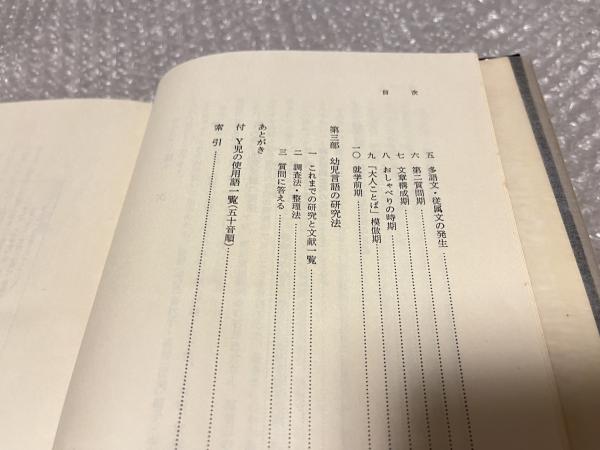 目次
五 多語文・従属文の発生
六 第二質問期
七 文章構成期
八 おしゃべりの時期
九 「大人ことば」模倣期
一〇 就学前期
第三部 幼児言語の研究法
一 これまでの研究と文献一覧
二 調査法・整理法
三 質問に答える
あとがき
付 Y児の使用語一覧(五十音順)
索引